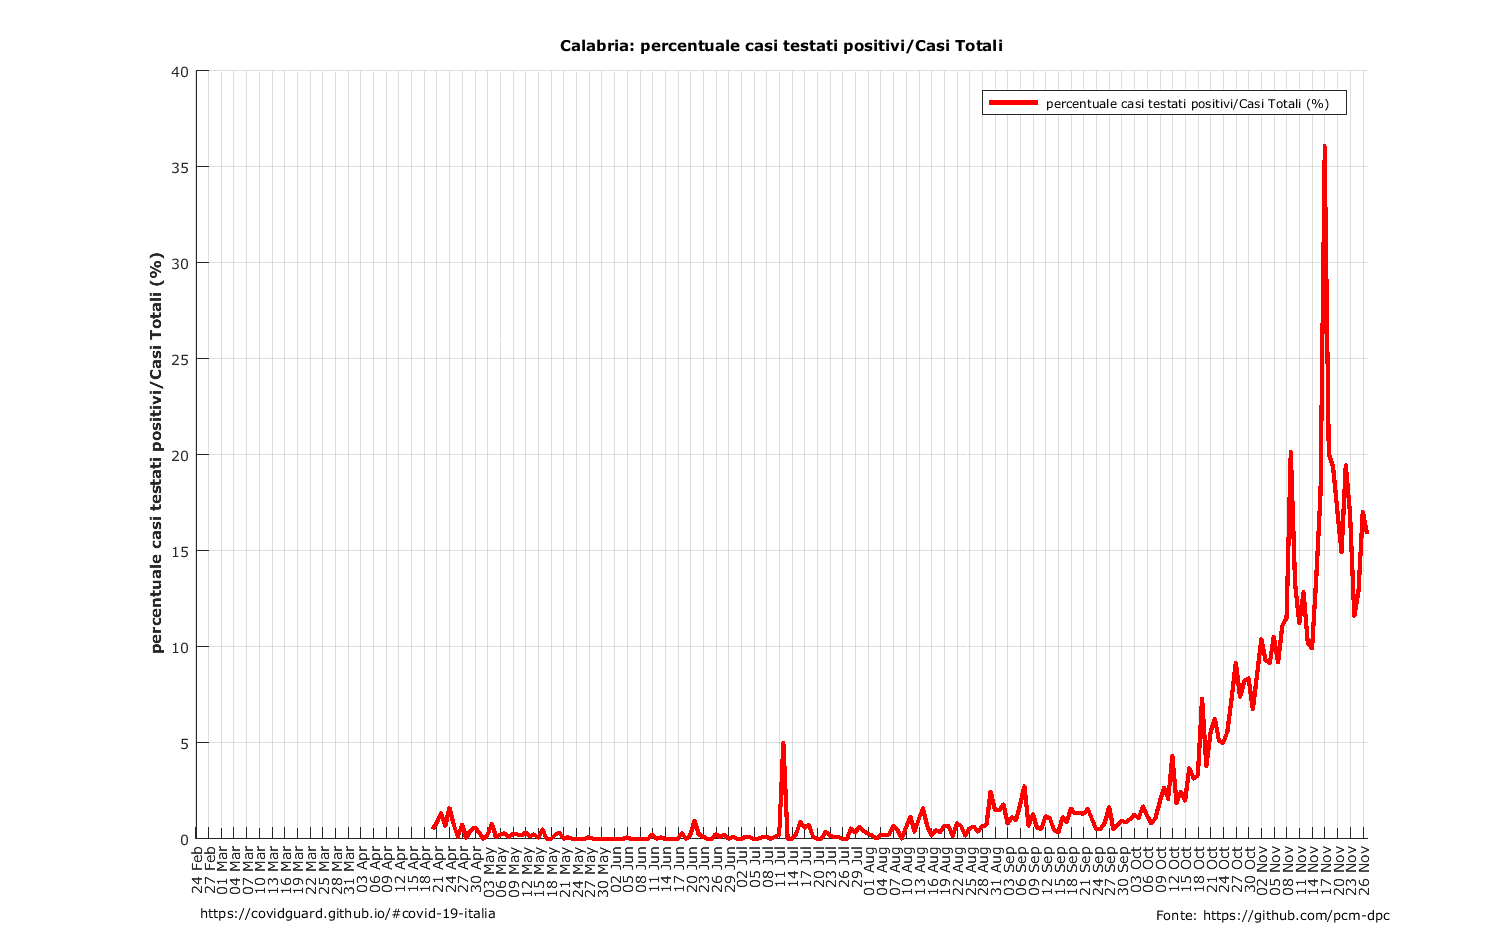 Calabria: percentuale casi testati positivi/Casi Totali
percentuale casi testati positivi/Casi Totali (%)
percentuale casi testati positivi/Casi Totali (%)
40
35
30
25
20
15
10
5
0
24 Feb
27 Feb
01 Mar
04 Mar
07 Mar
10 Mar
13 Mar
16 Mar
19 Mar
22 Mar
25 Mar
28 Mar
31 Mar
03 Apr
06 Apr
09 Apr
12 Apr
15 Apr
18 Apr
21 Apr
24 Apr
27 Apr
30 Apr
03 May
06 May
09 May
12 May
15 May
18 May
21 May
24 May
27 May
30 May
02 Jun
05 Jun
08 Jun
11 Jun
14 Jun
17 Jun
20 Jun
23 Jun
26 Jun
29 Jun
02 Jul
05 Jul
08 Jul
11 Jul
14 Jul
17 Jul
20 Jul
23 Jul
26 Jul
29 Jul
01 Aug
04 Aug
07 Aug
10 Aug
13 Aug
16 Aug
19 Aug
22 Aug
25 Aug
28 Aug
31 Aug
03 Sep
06 Sep
09 Sep
12 Sep
15 Sep
18 Sep
21 Sep
24 Sep
27 Sep
30 Sep
03 Oct
06 Oct
09 Oct
12 Oct
15 Oct
18 Oct
21 Oct
24 Oct
27 Oct
30 Oct
02 Nov
05 Nov
08 Nov
11 Nov
14 Nov
17 Nov
20 Nov
23 Nov
26 Nov
https://covidguard.github.io/#covid-19-italia
Fonte: https://github.com/pcm-dpc